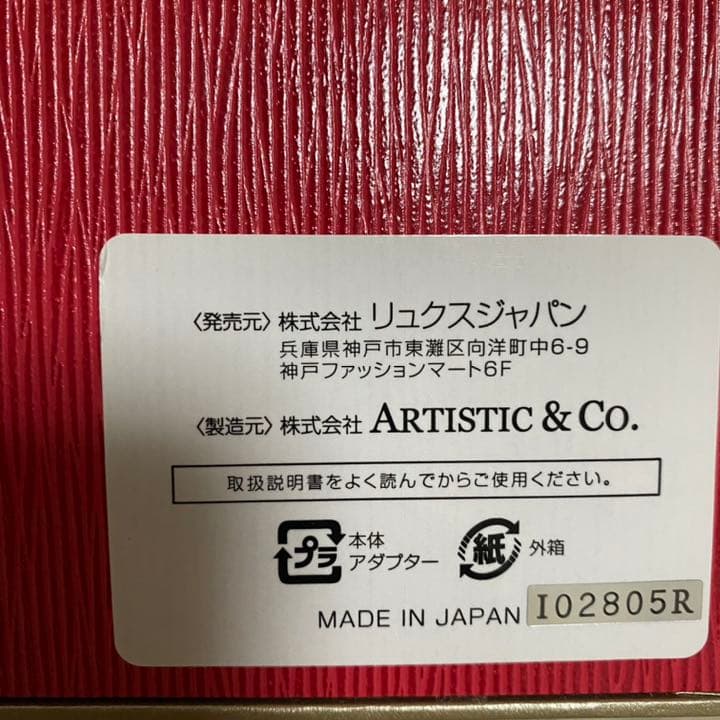 〈発売元〉株式会社 リュクスジャパン
兵庫県神戸市東灘区向洋町中6-9
神戸ファッションマート6F
〈製造元〉株式会社 ARTISTIC & CO.
取扱説明書をよく読んでからご使用ください。
プラ 本体
アダプター
紙 外箱
MADE IN JAPAN I02805R